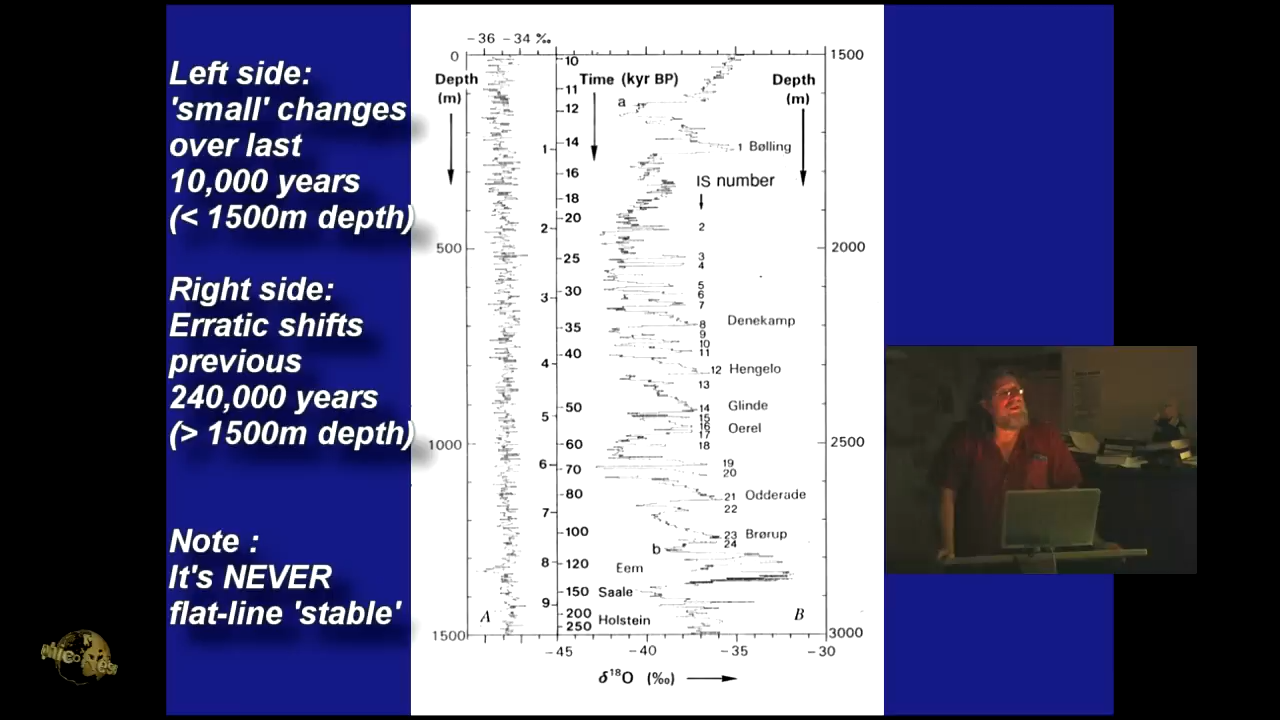 Left side:
'small' changes
over last
10,000 years
(< 1500m depth)
Right side:
Erratic shifts
previous
240,000 years
(> 1500m depth)
Note :
It's NEVER
flat-line 'stable'
-36 -34 ‰
0
Depth
(m)
500
1000
1500
A
1
2
3
4
5
6
7
8
9
10
11
12
14
16
18
20
25
30
35
40
50
60
70
80
100
120
150
200
250
Time (kyr BP)
a
1 Bølling
IS number
2
3
4
5
6
7
8
Denekamp
9
10
11
12 Hengelo
13
14 Glinde
15
16 Oerel
17
18
19
20
21 Odderade
22
23 Brørup
24
b
Eem
Saale
Holstein
B
1500
Depth
(m)
2000
2500
3000
-45 -40 -35 -30
δ18O (‰)